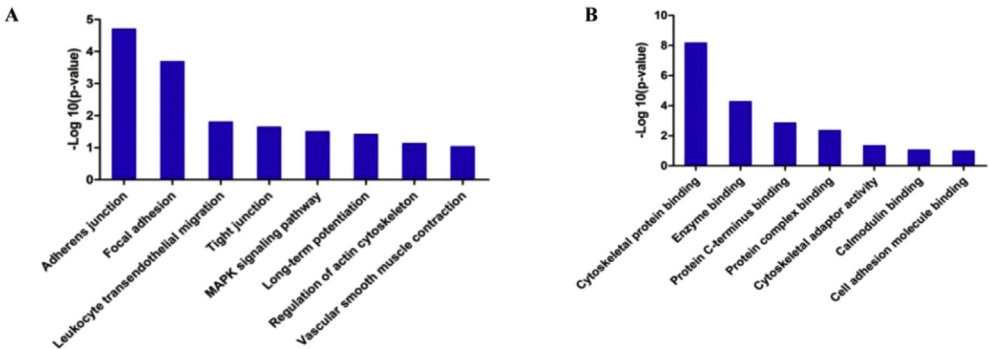 A
-Log 10(p-value)
5
4
3
2
1
0
Adherens junction
Focal adhesion
Leukocyte transendothelial migration
Tight junction
MAPK signaling pathway
Long-term potentiation
Regulation of actin cytoskeleton
Vascular smooth muscle contraction
B
-Log 10(p-value)
10
8
6
4
2
0
Cytoskeletal protein binding
Enzyme binding
Protein C-terminus binding
Protein complex binding
Cytoskeletal adaptor activity
Calmodulin binding
Cell adhesion molecule binding